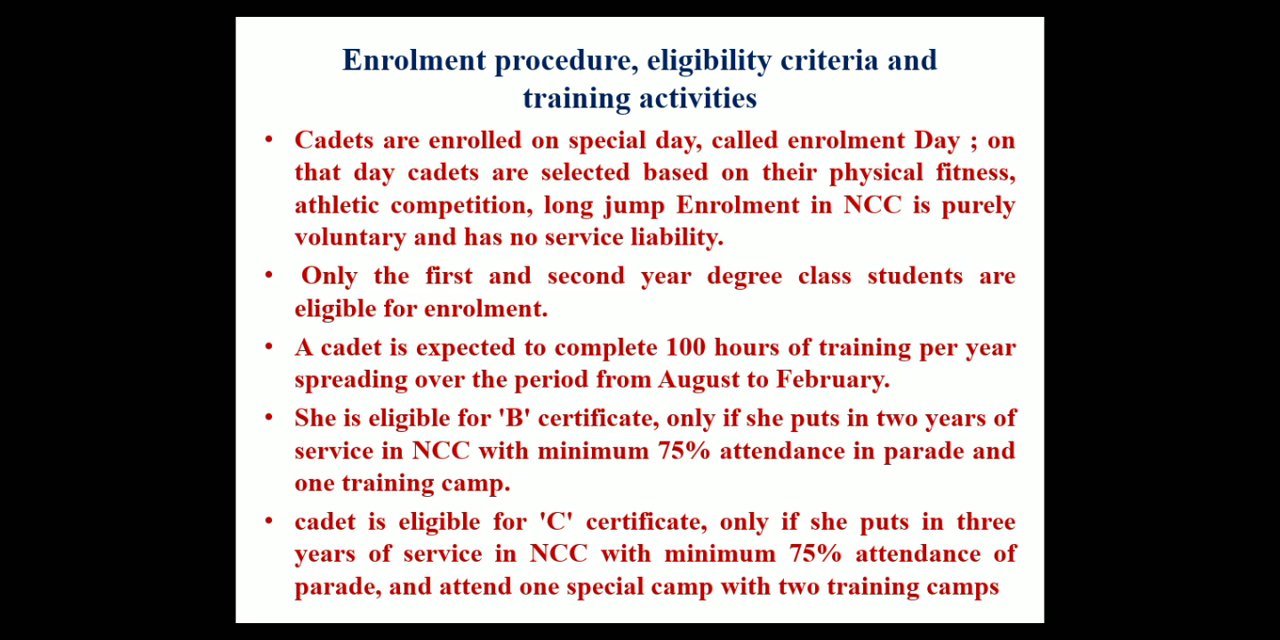 Enrolment procedure, eligibility criteria and
training activities
• Cadets are enrolled on special day, called enrolment Day ; on
that day cadets are selected based on their physical fitness,
athletic competition, long jump Enrolment in NCC is purely
voluntary and has no service liability.
• Only the first and second year degree class students are
eligible for enrolment.
• A cadet is expected to complete 100 hours of training per year
spreading over the period from August to February.
• She is eligible for 'B' certificate, only if she puts in two years of
service in NCC with minimum 75% attendance in parade and
one training camp.
• cadet is eligible for 'C' certificate, only if she puts in three
years of service in NCC with minimum 75% attendance of
parade, and attend one special camp with two training camps